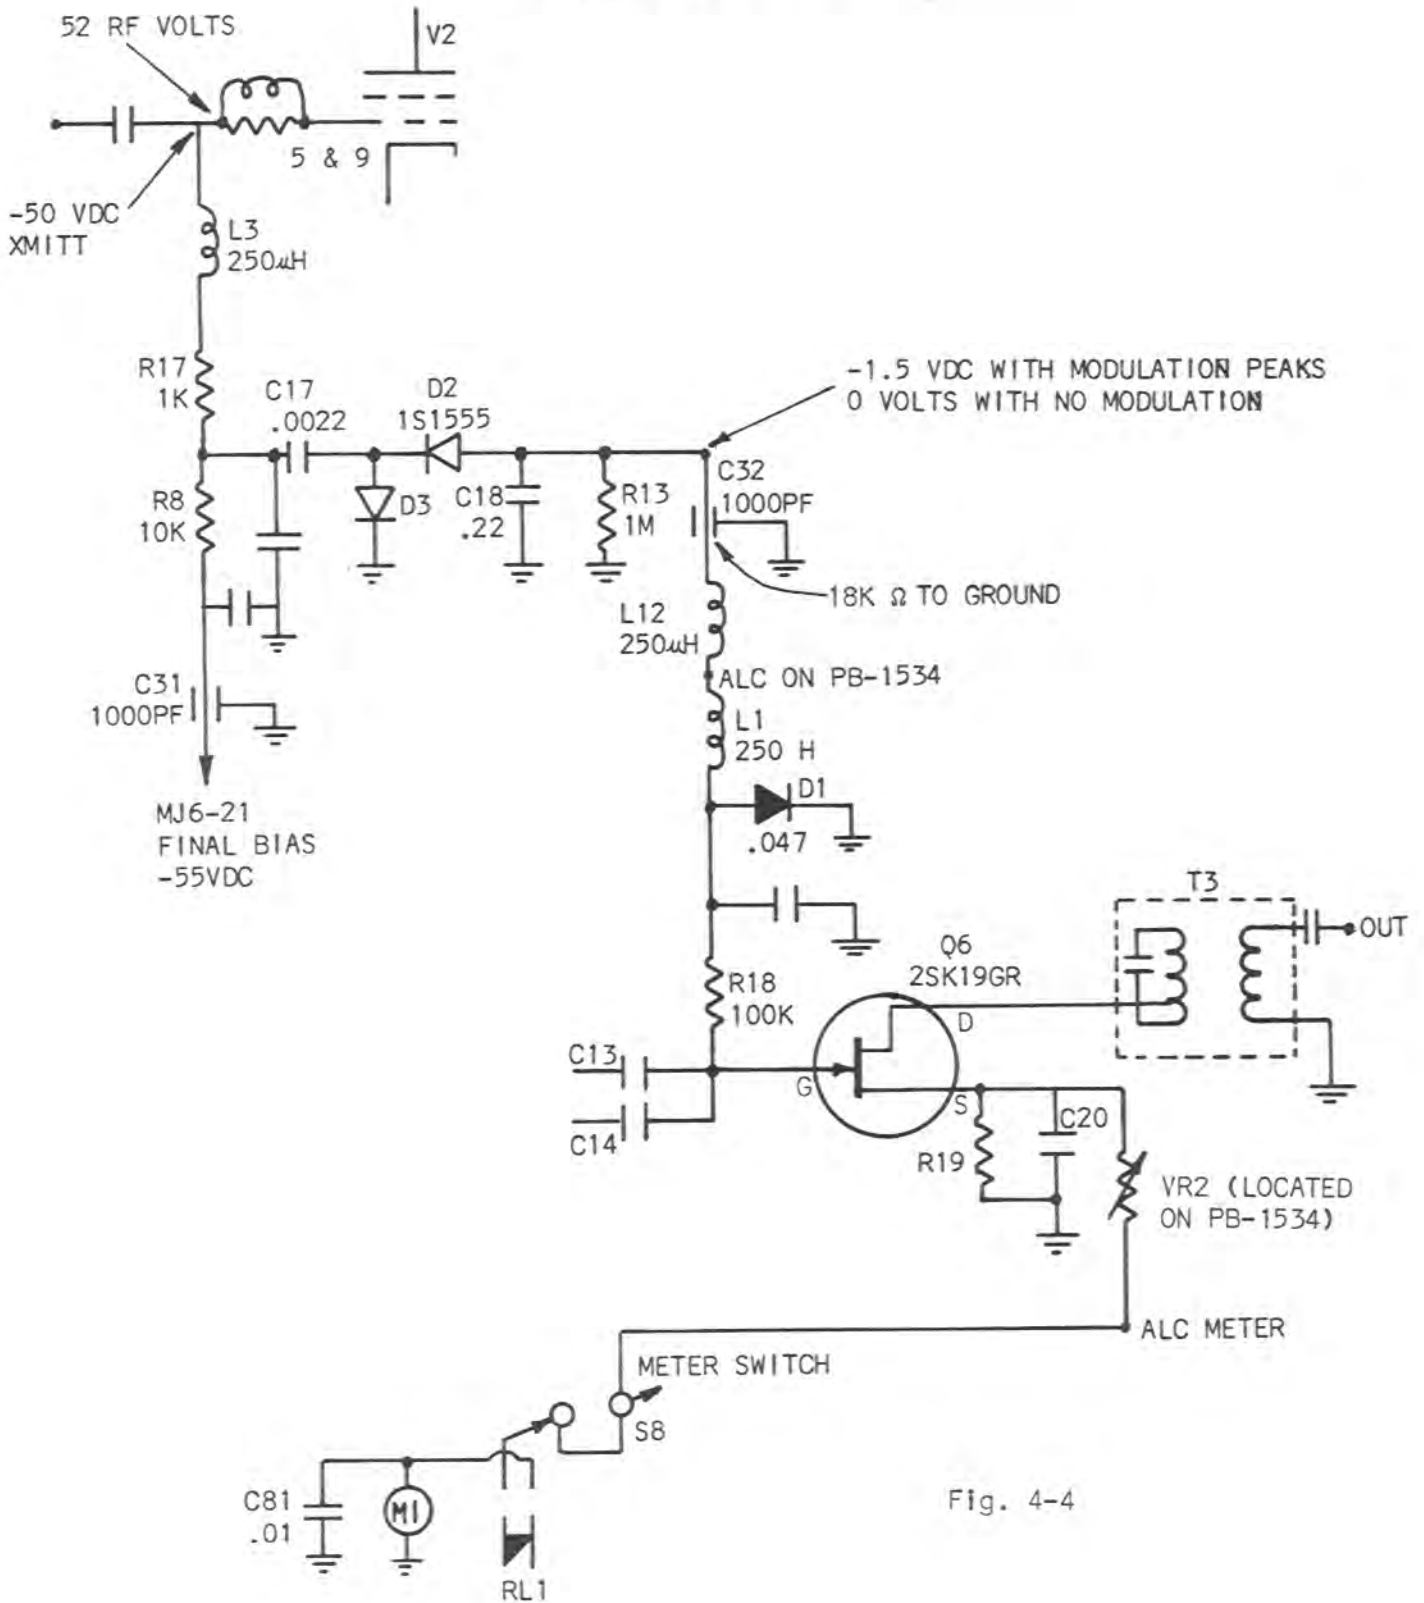 52 RF VOLTS
V2
5 & 9
-50 VDC
XMITT
L3
250µH
R17
1K
C17
.0022
D2
1S1555
-1.5 VDC WITH MODULATION PEAKS
0 VOLTS WITH NO MODULATION
R8
10K
D3
C18
.22
R13
1M
C32
1000PF
18K Ω TO GROUND
L12
250µH
ALC ON PB-1534
C31
1000PF
L1
250 H
D1
.047
MJ6-21
FINAL BIAS
-55VDC
T3
OUT
Q6
2SK19GR
R18
100K
D
C13
G
S
C14
C20
R19
VR2 (LOCATED
ON PB-1534)
ALC METER
METER SWITCH
S8
C81
.01
M1
RL1
Fig. 4-4